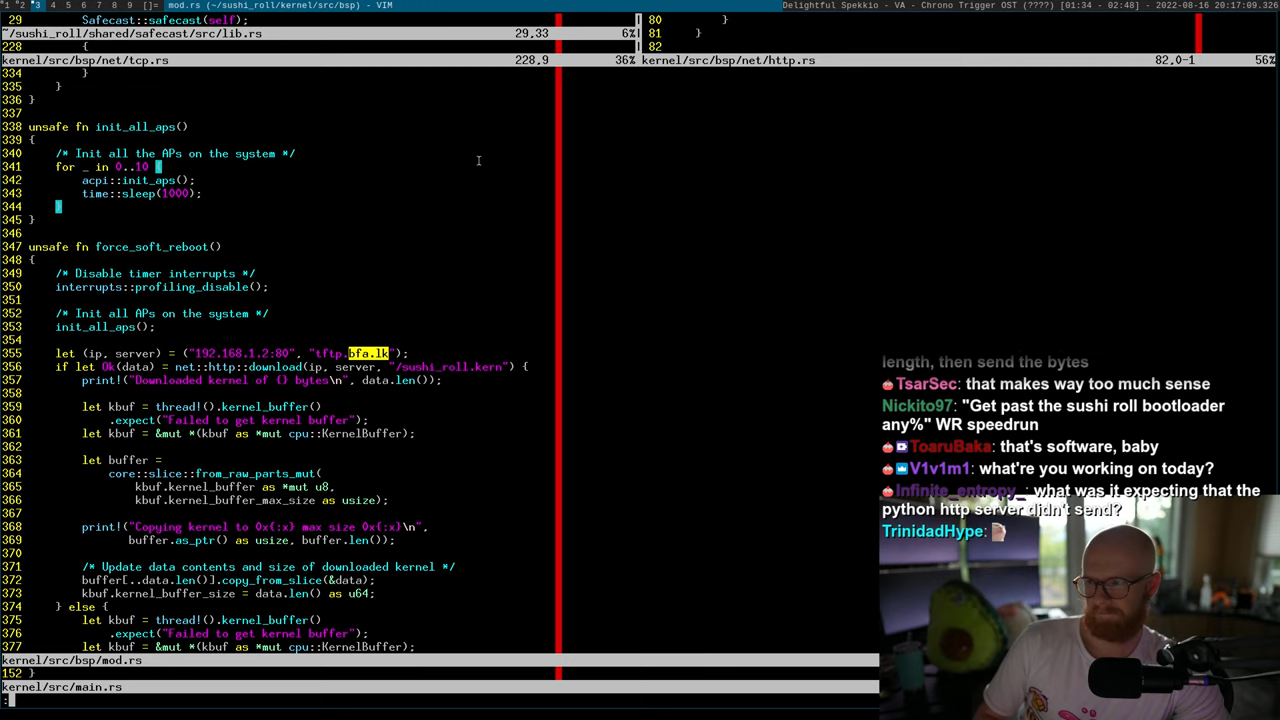 1 2 3 4 5 6 7 8 9 []= mod.rs (~/sushi_roll/kernel/src/bsp) - VIM
Delightful Spekkio - VA - Chrono Trigger OST (????) [01:34 - 02:48] - 2022-08-16 20:17:09.326
29 Safecast::safecast(self);
~/sushi_roll/shared/safecast/src/lib.rs 29,33 6%
228 {
kernel/src/bsp/net/tcp.rs 228,9 36%
80 }
81 }
82
kernel/src/bsp/net/http.rs 82,0-1 56%
334 }
335 }
336 }
337
338 unsafe fn init_all_aps()
339 {
340 /* Init all the APs on the system */
341 for _ in 0..10 {
342 acpi::init_aps();
343 time::sleep(1000);
344 }
345 }
346
347 unsafe fn force_soft_reboot()
348 {
349 /* Disable timer interrupts */
350 interrupts::profiling_disable();
351
352 /* Init all APs on the system */
353 init_all_aps();
354
355 let (ip, server) = ("192.168.1.2:80", "tftp.bfa.lk");
356 if let Ok(data) = net::http::download(ip, server, "/sushi_roll.kern") {
357 print!("Downloaded kernel of {} bytes\n", data.len());
358
359 let kbuf = thread!().kernel_buffer()
360 .expect("Failed to get kernel buffer");
361 let kbuf = &mut *(kbuf as *mut cpu::KernelBuffer);
362
363 let buffer =
364 core::slice::from_raw_parts_mut(
365 kbuf.kernel_buffer as *mut u8,
366 kbuf.kernel_buffer_max_size as usize);
367
368 print!("Copying kernel to 0x{:x} max size 0x{:x}\n",
369 buffer.as_ptr() as usize, buffer.len());
370
371 /* Update data contents and size of downloaded kernel */
372 buffer[..data.len()].copy_from_slice(&data);
373 kbuf.kernel_buffer_size = data.len() as u64;
374 } else {
375 let kbuf = thread!().kernel_buffer()
376 .expect("Failed to get kernel buffer");
377 let kbuf = &mut *(kbuf as *mut cpu::KernelBuffer);
kernel/src/bsp/mod.rs
152 }
kernel/src/main.rs
:
length, then send the bytes
TsarSec: that makes way too much sense
Nickito97: "Get past the sushi roll bootloader
any%" WR speedrun
ToaruBaka: that's software, baby
V1v1m1: what're you working on today?
Infinite_entropy_: what was it expecting that the
python http server didn't send?
TrinidadHype: